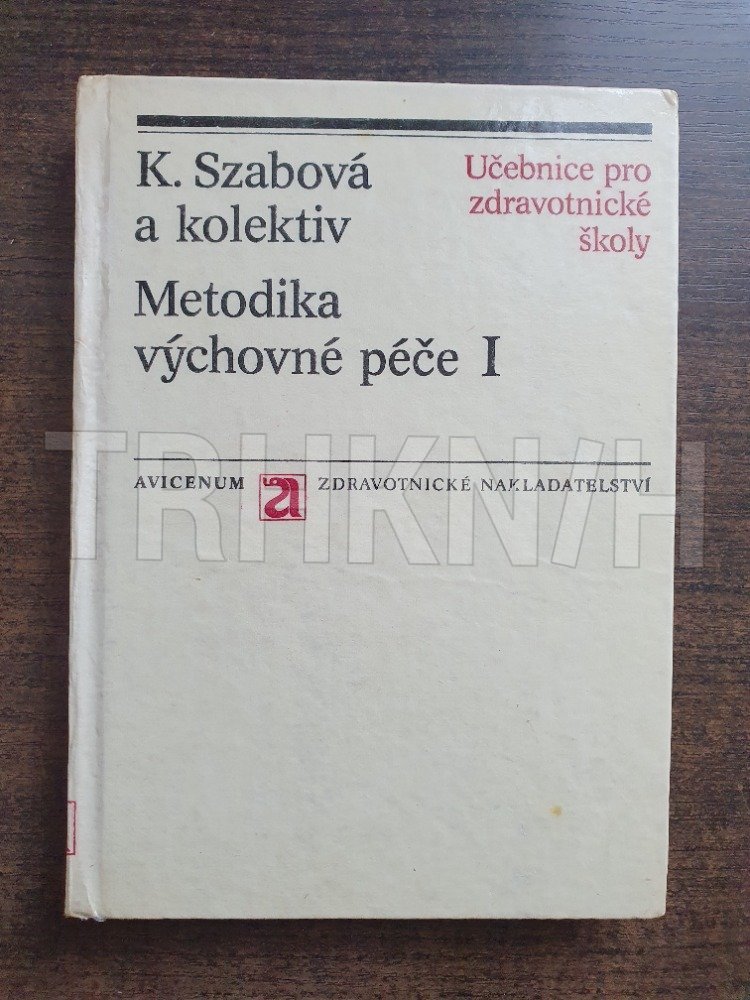 K. Szabová
a kolektiv
Učebnice pro
zdravotnické
školy
Metodika
výchovné péče I
AVICENUM a ZDRAVOTNICKÉ NAKLADATELSTVÍ
TRHKNIH